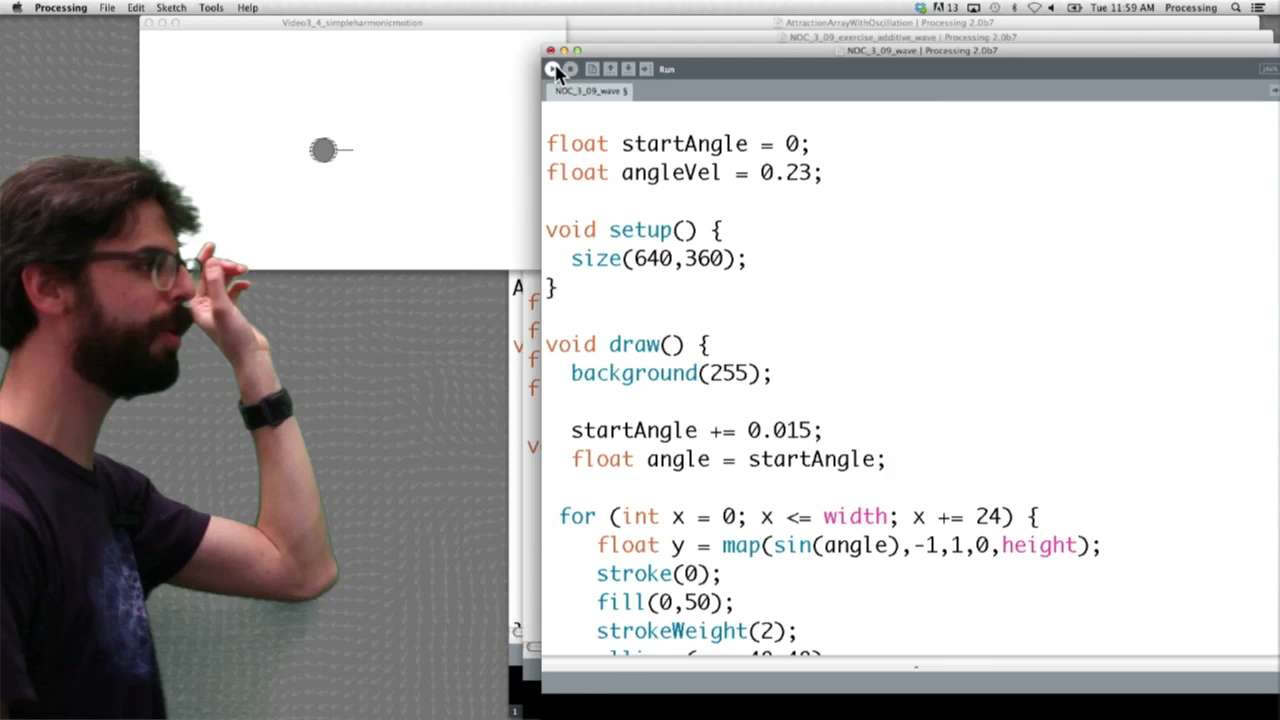 Processing File Edit Sketch Tools Help
13 Tue 11:59 AM Processing
Video3_4_simpleharmonicmotion
AttractionArrayWithOscillation | Processing 2.0b7
NOC_3_09_exercise_additive_wave | Processing 2.0b7
NOC_3_09_wave | Processing 2.0b7
Run
JAVA
NOC_3_09_wave §
float startAngle = 0;
float angleVel = 0.23;
void setup() {
size(640,360);
}
void draw() {
background(255);
startAngle += 0.015;
float angle = startAngle;
for (int x = 0; x <= width; x += 24) {
float y = map(sin(angle),-1,1,0,height);
stroke(0);
fill(0,50);
strokeWeight(2);
A
f
f
v
f
f
v
1